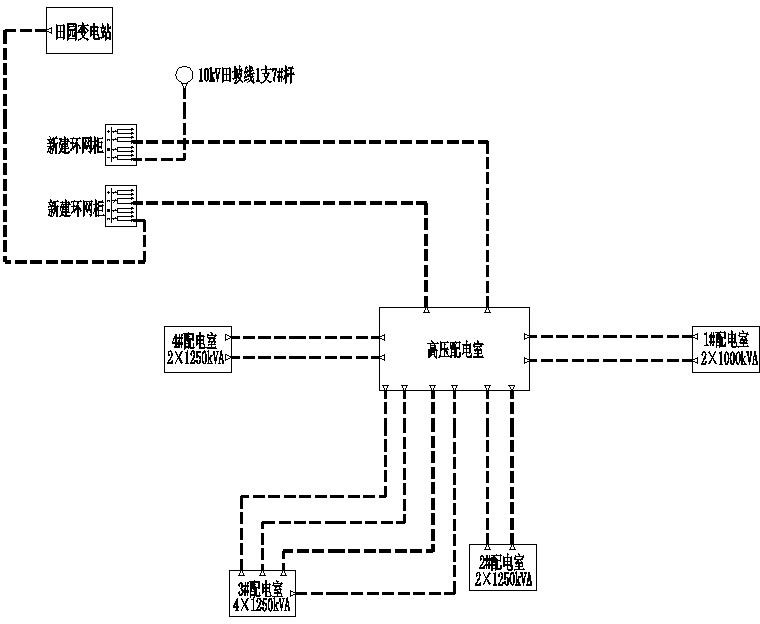 田园变电站
10kV田坡线1支7#杆
新建环网柜
新建环网柜
4#配电室
2×1250kVA
高压配电室
1#配电室
2×1000kVA
2#配电室
2×1250kVA
3#配电室
4×1250kVA